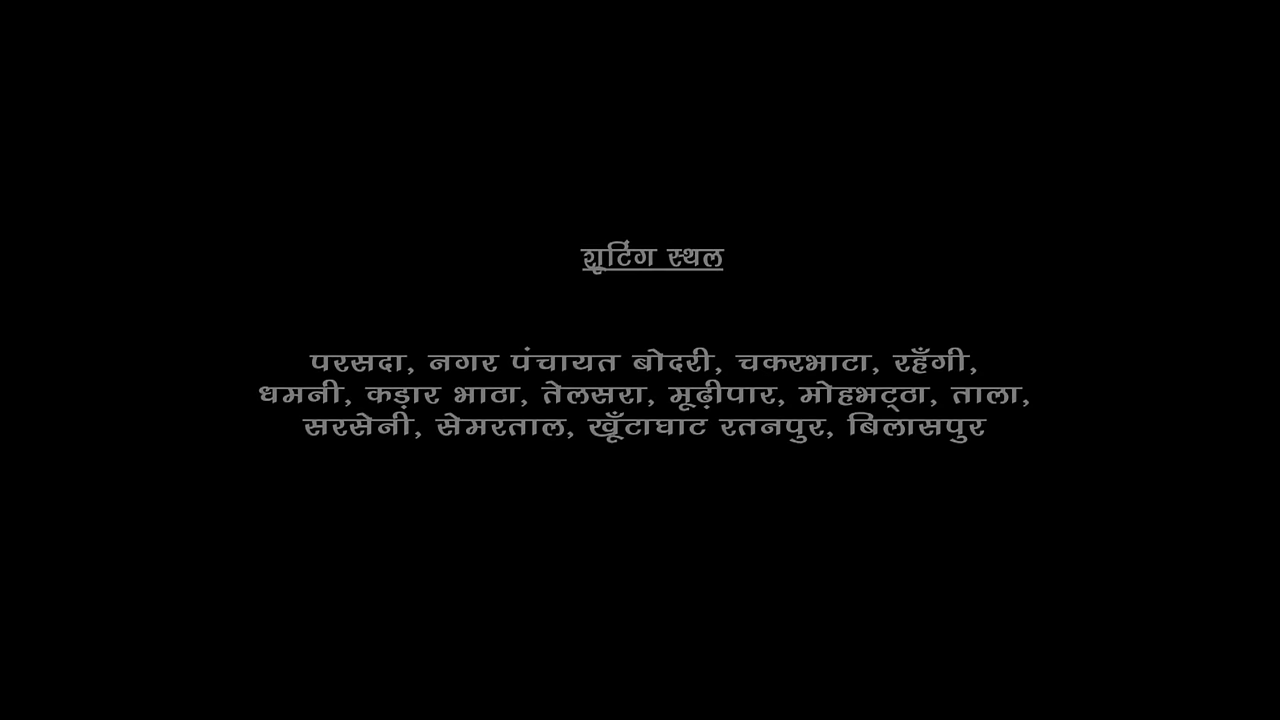 शूटिंग स्थल
परसदा, नगर पंचायत बोदरी, चकरभाटा, रहँगी,
धमनी, कड़ार भाठा, तेलसरा, मूढ़ीपार, मोहभट्ठा, ताला,
सरसेनी, सेमरताल, खूँटाघाट रतनपुर, बिलासपुर